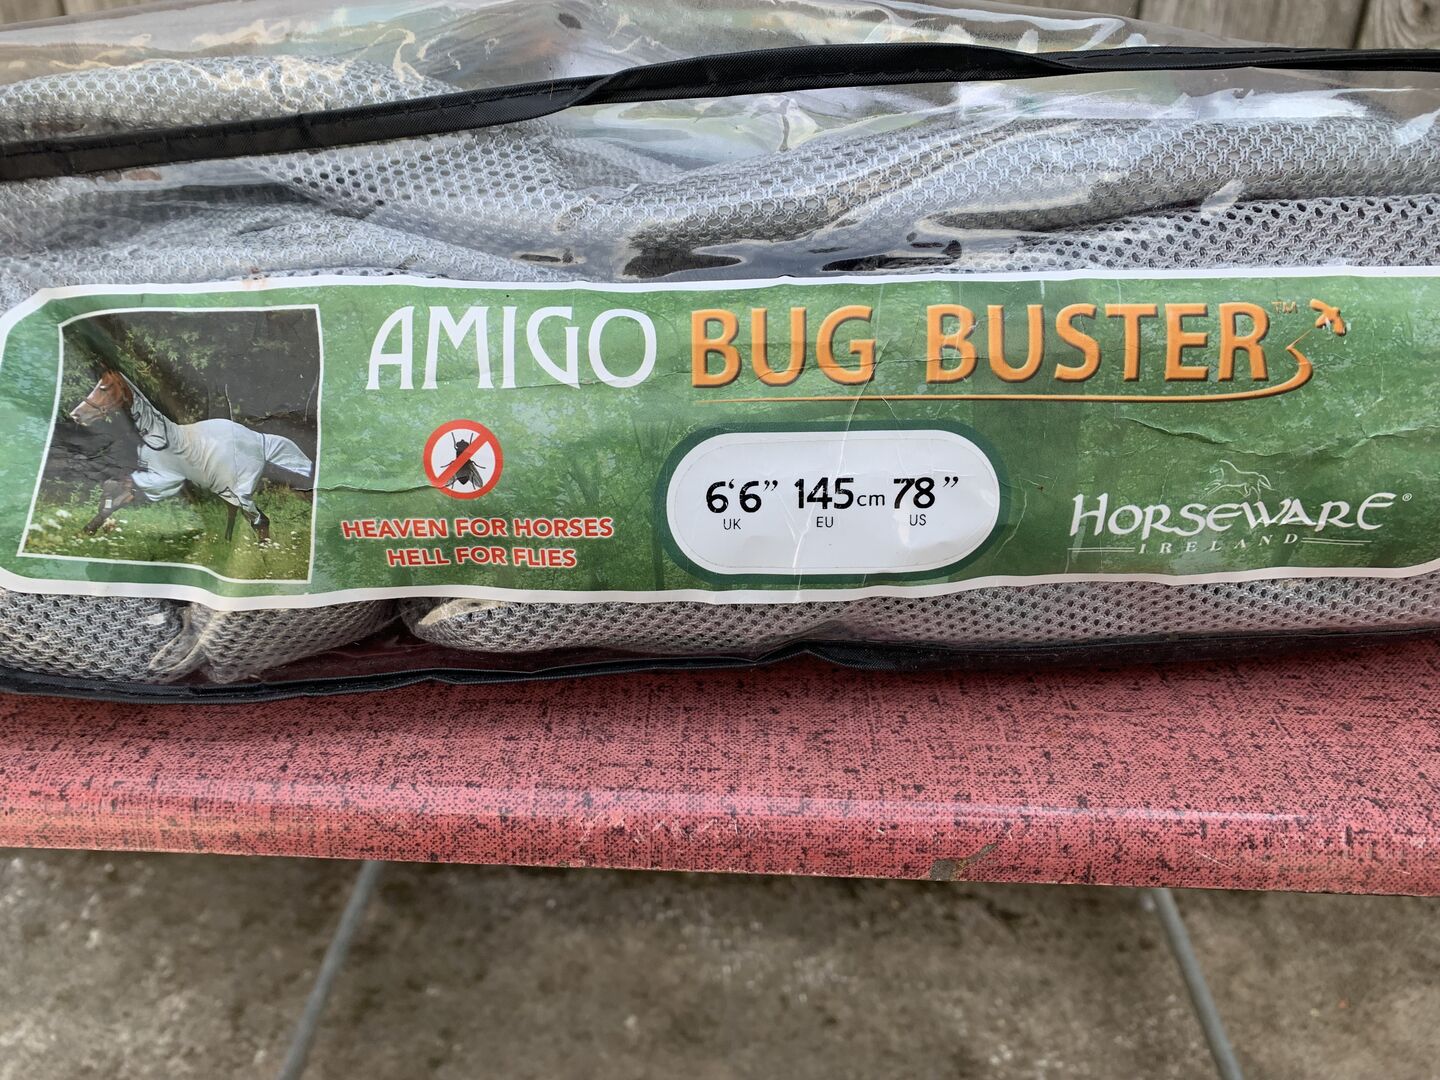 AMIGO BUG BUSTER™
HEAVEN FOR HORSES
HELL FOR FLIES
6'6” 145cm 78”
UK EU US
HORSEWARE®
IRELAND